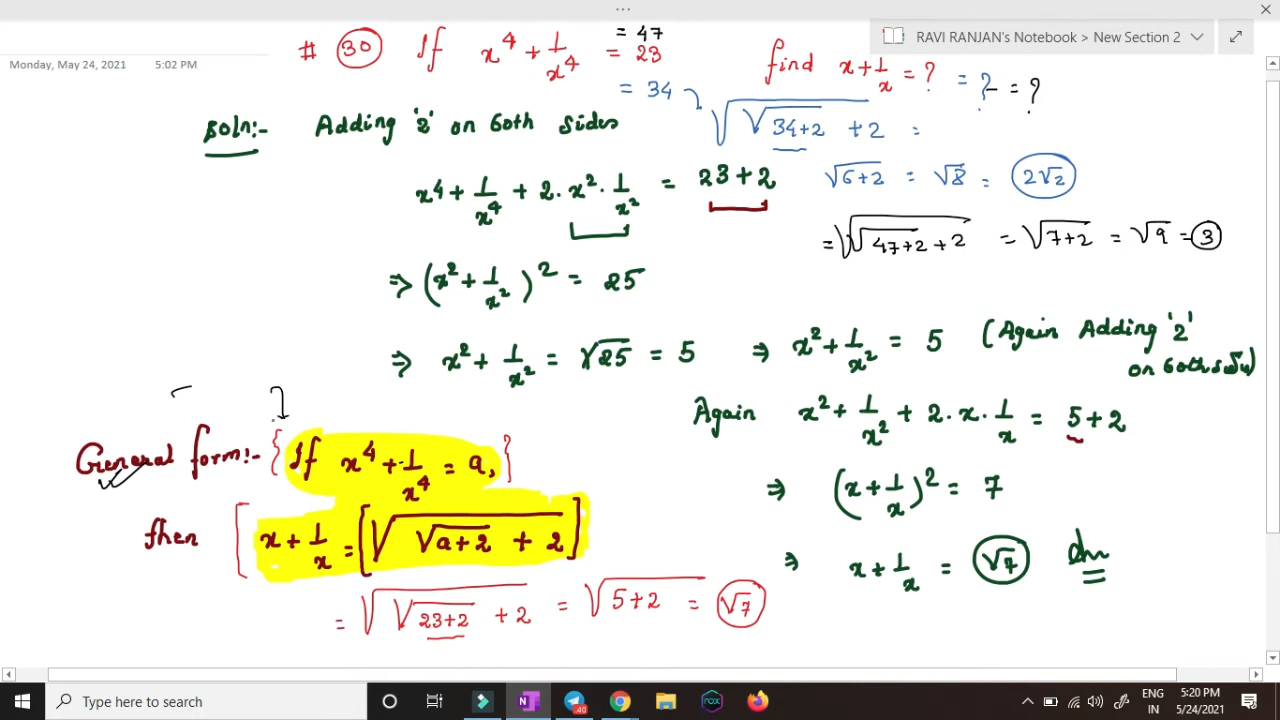 RAVI RANJAN's Notebook > New Section 2
Monday, May 24, 2021 5:02 PM
= 47
# 30 If x⁴ + 1/x⁴ = 23 find x + 1/x = ? = ? - = ?
= 34
Soln:- Adding '2' on both sides
√(√(34+2) + 2) =
x⁴ + 1/x⁴ + 2. x² . 1/x² = 23 + 2
√(6+2) = √8 = 2√2
= √(√(47+2) + 2) = √(7+2) = √9 = 3
⇒ (x² + 1/x²)² = 25
⇒ x² + 1/x² = √25 = 5
⇒ x² + 1/x² = 5 (Again Adding '2'
on both sides)
Again x² + 1/x² + 2. x . 1/x = 5 + 2
⇒ (x + 1/x)² = 7
⇒ x + 1/x = √7
General form:- { If x⁴ + 1/x⁴ = a, }
then [ x + 1/x = [√(√(a+2) + 2)]
= √(√(23+2) + 2) = √(5+2) = √7
Type here to search
40
nox
ENG
IN
5:20 PM
5/24/2021